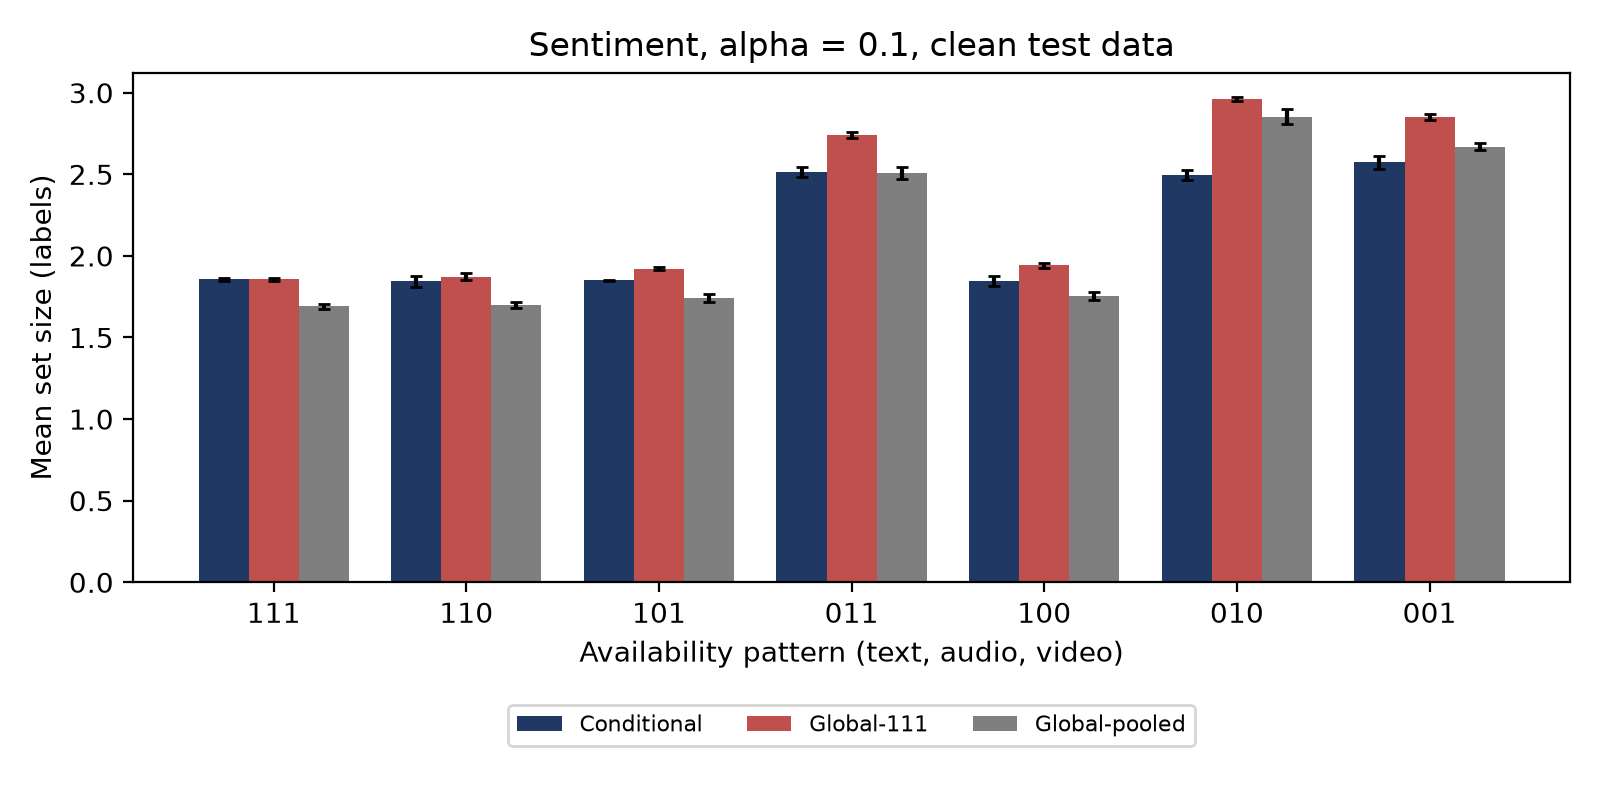 Sentiment, alpha = 0.1, clean test data
Mean set size (labels)
3.0
2.5
2.0
1.5
1.0
0.5
0.0
111 110 101 011 100 010 001
Availability pattern (text, audio, video)
Conditional Global-111 Global-pooled